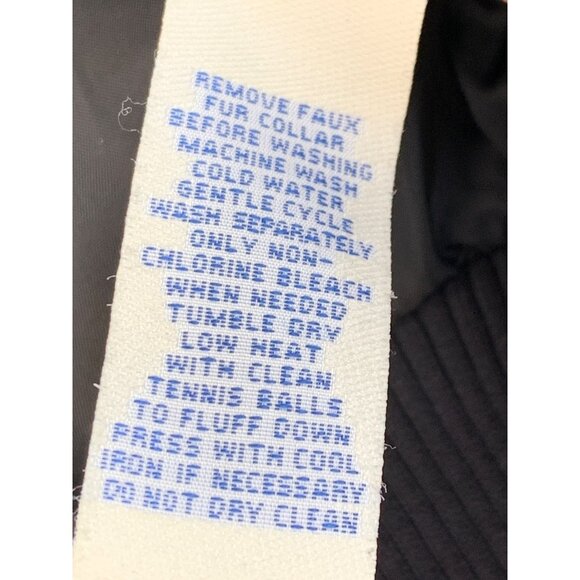 REMOVE FAUX
FUR COLLAR
BEFORE WASHING
MACHINE WASH
COLD WATER
GENTLE CYCLE
WASH SEPARATELY
ONLY NON-
CHLORINE BLEACH
WHEN NEEDED
TUMBLE DRY
LOW HEAT
WITH CLEAN
TENNIS BALLS
TO FLUFF DOWN
PRESS WITH COOL
IRON IF NECESSARY
DO NOT DRY CLEAN